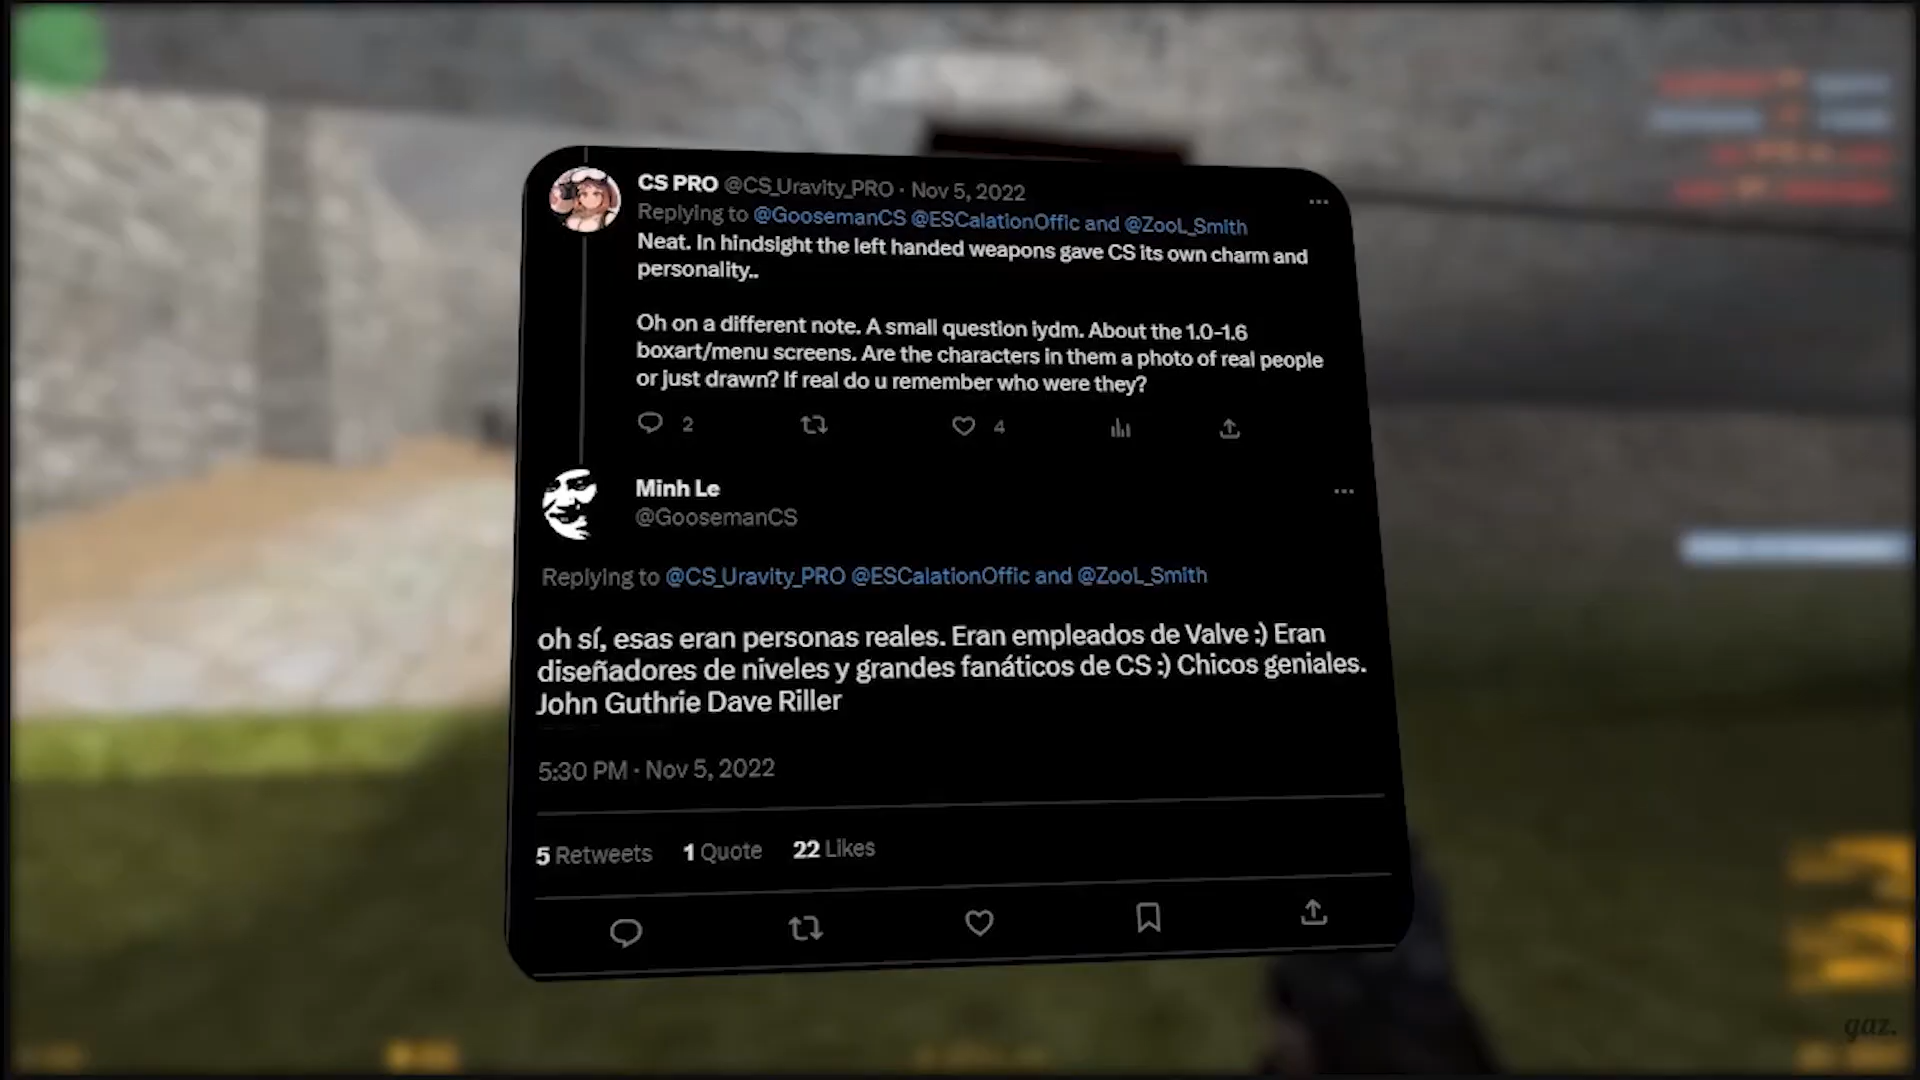 CS PRO @CS_Uravity_PRO · Nov 5, 2022
Replying to @GoosemanCS @ESCalationOffic and @ZooL_Smith
Neat. In hindsight the left handed weapons gave CS its own charm and
personality..
Oh on a different note. A small question iydm. About the 1.0-1.6
boxart/menu screens. Are the characters in them a photo of real people
or just drawn? If real do u remember who were they?
2 4
Minh Le
@GoosemanCS
Replying to @CS_Uravity_PRO @ESCalationOffic and @ZooL_Smith
oh sí, esas eran personas reales. Eran empleados de Valve :) Eran
diseñadores de niveles y grandes fanáticos de CS :) Chicos geniales.
John Guthrie Dave Riller
5:30 PM · Nov 5, 2022
5 Retweets 1 Quote 22 Likes
gaz.